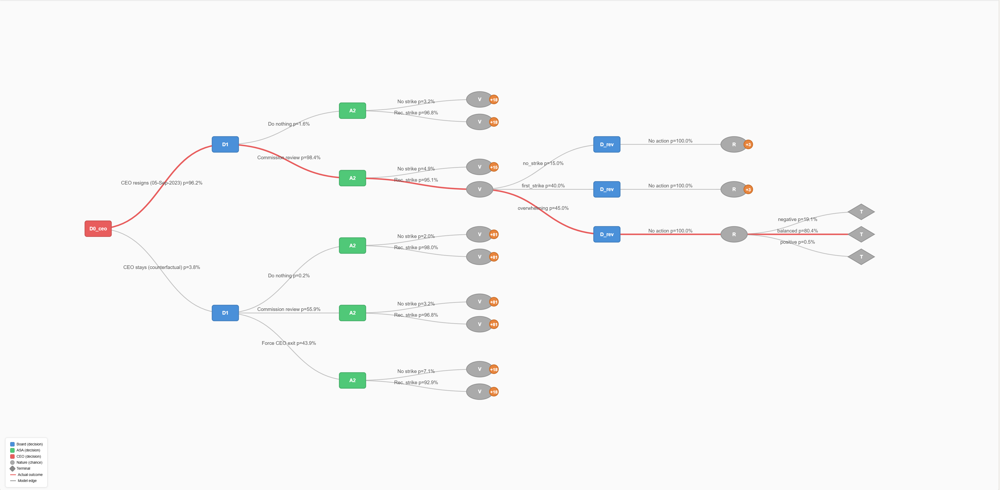 V
+18
No strike p=3.2%
A2
Rec. strike p=96.8%
V
+18
Do nothing p=1.6%
D1
Commission review p=98.4%
No strike p=4.9%
V
+15
A2
Rec. strike p=95.1%
V
no_strike p=15.0%
D_rev
No action p=100.0%
R
+3
first_strike p=40.0%
D_rev
No action p=100.0%
R
+3
overwhelming p=45.0%
D_rev
No action p=100.0%
R
negative p=19.1%
T
balanced p=80.4%
T
positive p=0.5%
T
CEO resigns (05-Sep-2023) p=96.2%
D0_ceo
CEO stays (counterfactual) p=3.8%
No strike p=2.0%
V
+81
A2
Rec. strike p=98.0%
V
+81
Do nothing p=0.2%
D1
Commission review p=55.9%
A2
No strike p=3.2%
V
+81
Rec. strike p=96.8%
V
+81
Force CEO exit p=43.9%
A2
No strike p=7.1%
V
+18
Rec. strike p=92.9%
V
+18
Board (decision)
ASA (decision)
CEO (decision)
Nature (chance)
Terminal
Actual outcome
Model edge